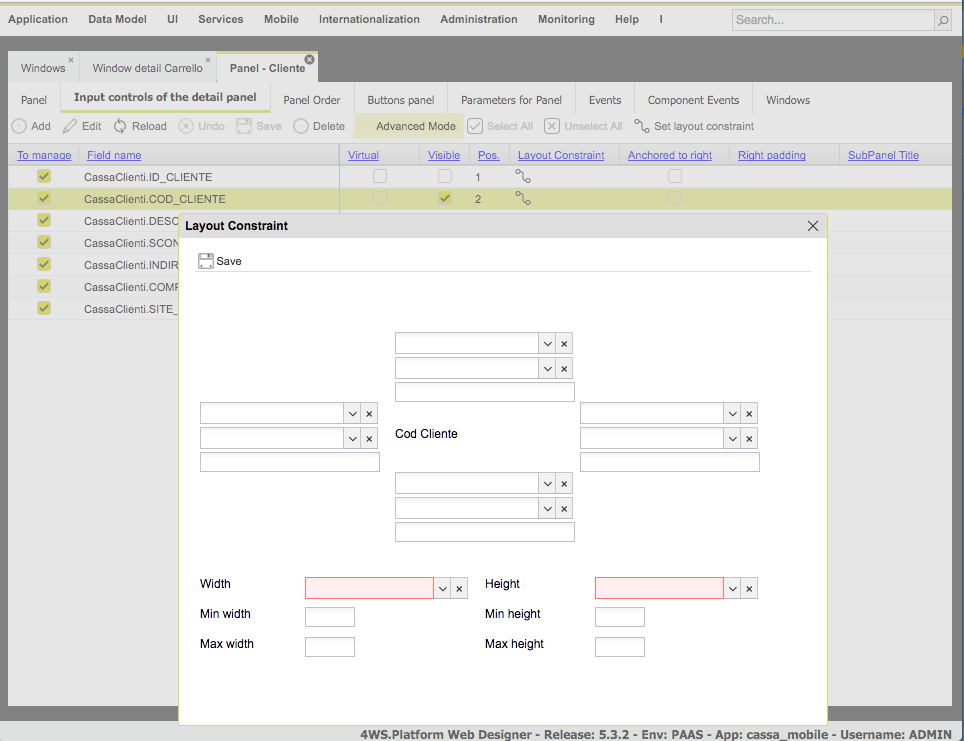 Application Data Model UI Services Mobile Internationalization Administration Monitoring Help I Search...
Windows Window detail Carrello Panel - Cliente
Panel Input controls of the detail panel Panel Order Buttons panel Parameters for Panel Events Component Events Windows
Add Edit Reload Undo Save Delete Advanced Mode Select All Unselect All Set layout constraint
To manage Field name Virtual Visible Pos. Layout Constraint Anchored to right Right padding SubPanel Title
CassaClienti.ID_CLIENTE 1
CassaClienti.COD_CLIENTE 2
CassaClienti.DESC
CassaClienti.SCON
CassaClienti.INDIR
CassaClienti.COMP
CassaClienti.SITE_
Layout Constraint
Save
Cod Cliente
Width Height
Min width Min height
Max width Max height
4WS.Platform Web Designer - Release: 5.3.2 - Env: PAAS - App: cassa_mobile - Username: ADMIN